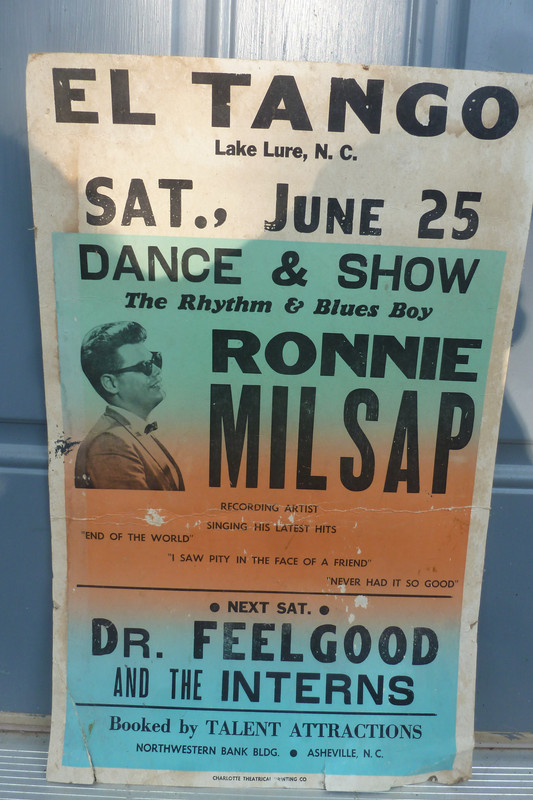 EL TANGO
Lake Lure, N. C.
SAT., JUNE 25
DANCE & SHOW
The Rhythm & Blues Boy
RONNIE
MILSAP
RECORDING ARTIST
SINGING HIS LATEST HITS
"END OF THE WORLD"
"I SAW PITY IN THE FACE OF A FRIEND"
"NEVER HAD IT SO GOOD"
● NEXT SAT. ●
DR. FEELGOOD
AND THE INTERNS
Booked by TALENT ATTRACTIONS
NORTHWESTERN BANK BLDG. ● ASHEVILLE, N. C.
CHARLOTTE THEATRICAL CO